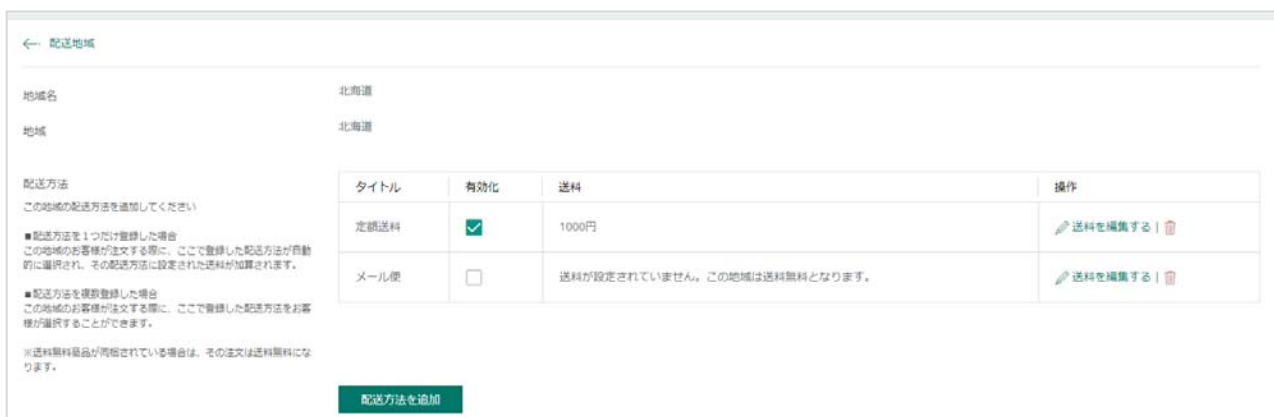 配送地域
地域名
北海道
地域
北海道
配送方法
この地域の配送方法を追加してください
■配送方法を１つだけ登録した場合
この地域のお客様が注文する際に、ここで登録した配送方法が自動
的に選択され、その配送方法に設定された送料が加算されます。
■配送方法を複数登録した場合
この地域のお客様が注文する際に、ここで登録した配送方法をお客
様が選択することができます。
※送料無料商品が同梱されている場合は、その注文は送料無料にな
ります。
タイトル 有効化 送料 操作
定額送料 1000円 送料を編集する |
メール便 送料が設定されていません。この地域は送料無料となります。 送料を編集する |
配送方法を追加